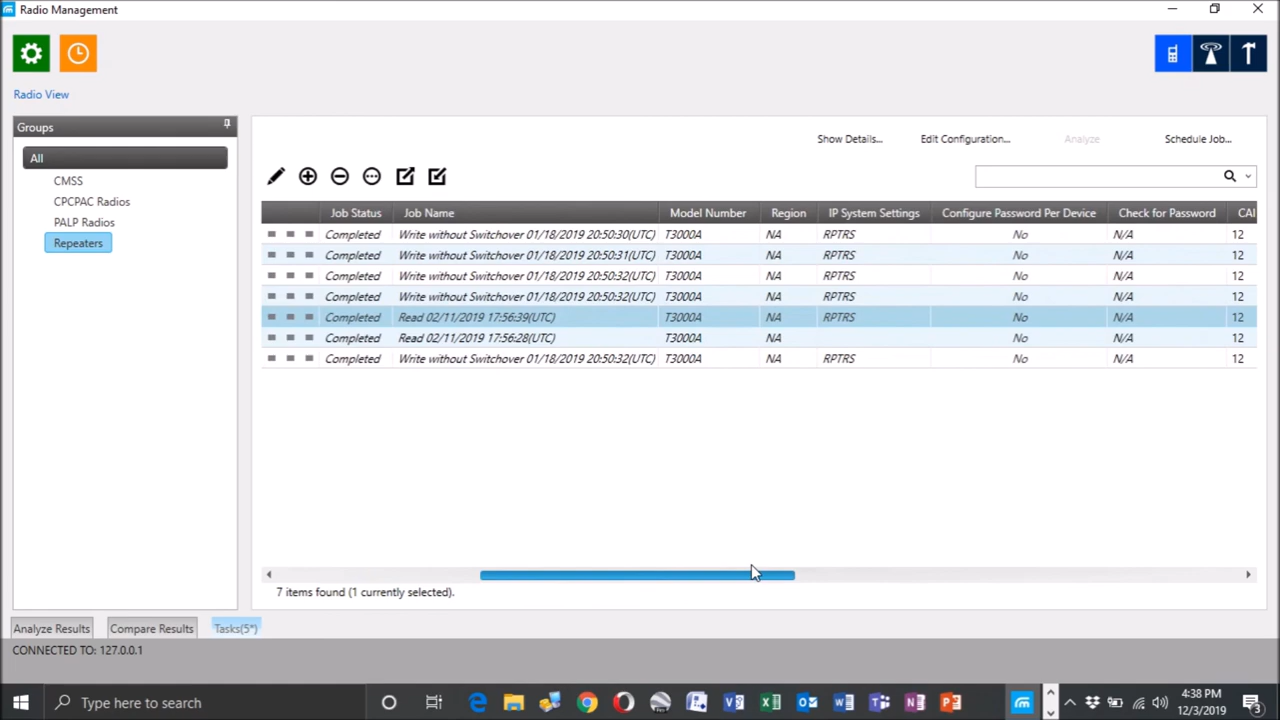 Radio Management
Radio View
Groups
All
CMSS
CPCPAC Radios
PALP Radios
Repeaters
Show Details...
Edit Configuration...
Analyze
Schedule Job...
Job Status Job Name Model Number Region IP System Settings Configure Password Per Device Check for Password CAI
Completed Write without Switchover 01/18/2019 20:50:30(UTC) T3000A NA RPTRS No N/A 12
Completed Write without Switchover 01/18/2019 20:50:31(UTC) T3000A NA RPTRS No N/A 12
Completed Write without Switchover 01/18/2019 20:50:32(UTC) T3000A NA RPTRS No N/A 12
Completed Write without Switchover 01/18/2019 20:50:32(UTC) T3000A NA RPTRS No N/A 12
Completed Read 02/11/2019 17:56:39(UTC) T3000A NA RPTRS No N/A 12
Completed Read 02/11/2019 17:56:28(UTC) T3000A NA No N/A 12
Completed Write without Switchover 01/18/2019 20:50:32(UTC) T3000A NA RPTRS No N/A 12
7 items found (1 currently selected).
Analyze Results
Compare Results
Tasks(5*)
CONNECTED TO: 127.0.0.1
Type here to search
4:38 PM
12/3/2019
3